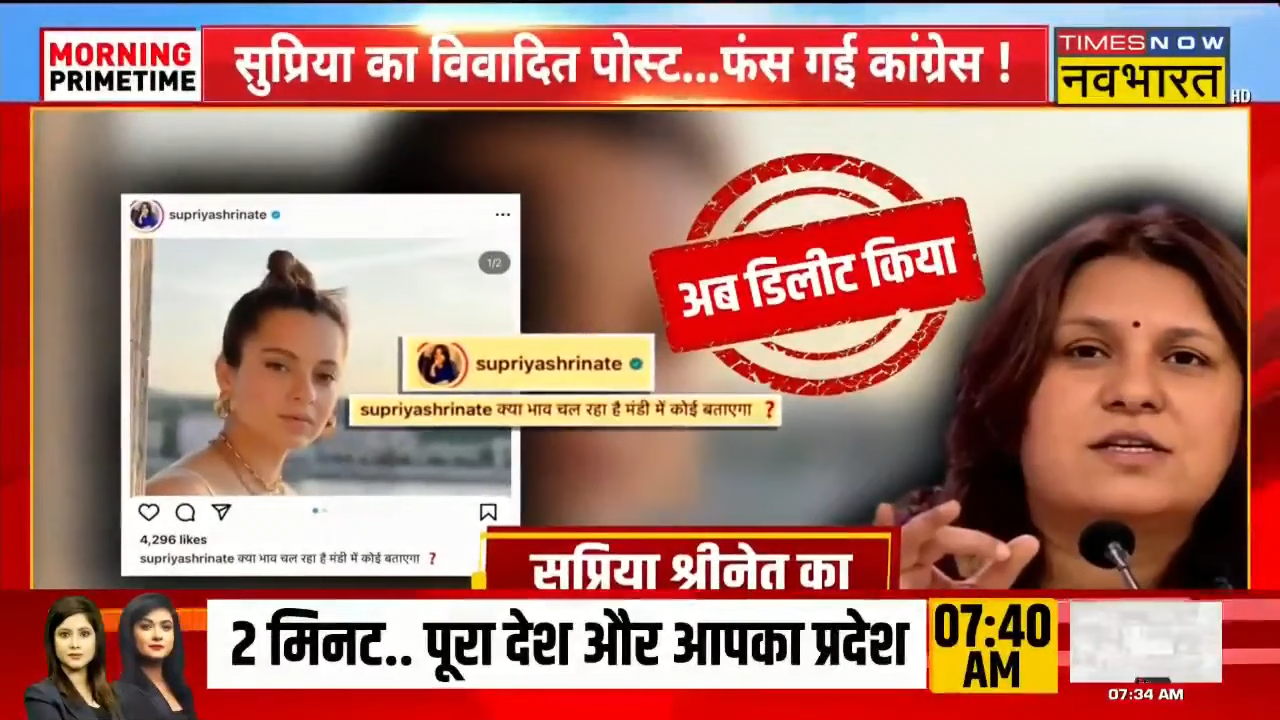 MORNING
PRIMETIME
सुप्रिया का विवादित पोस्ट...फंस गई कांग्रेस !
TIMES NOW
नवभारत
HD
supriyashrinate
1/2
अब डिलीट किया
supriyashrinate
supriyashrinate क्या भाव चल रहा है मंडी में कोई बताएगा ❓
4,296 likes
supriyashrinate क्या भाव चल रहा है मंडी में कोई बताएगा ❓
सुप्रिया श्रीनेत का
2 मिनट.. पूरा देश और आपका प्रदेश
07:40
AM
07:34 AM